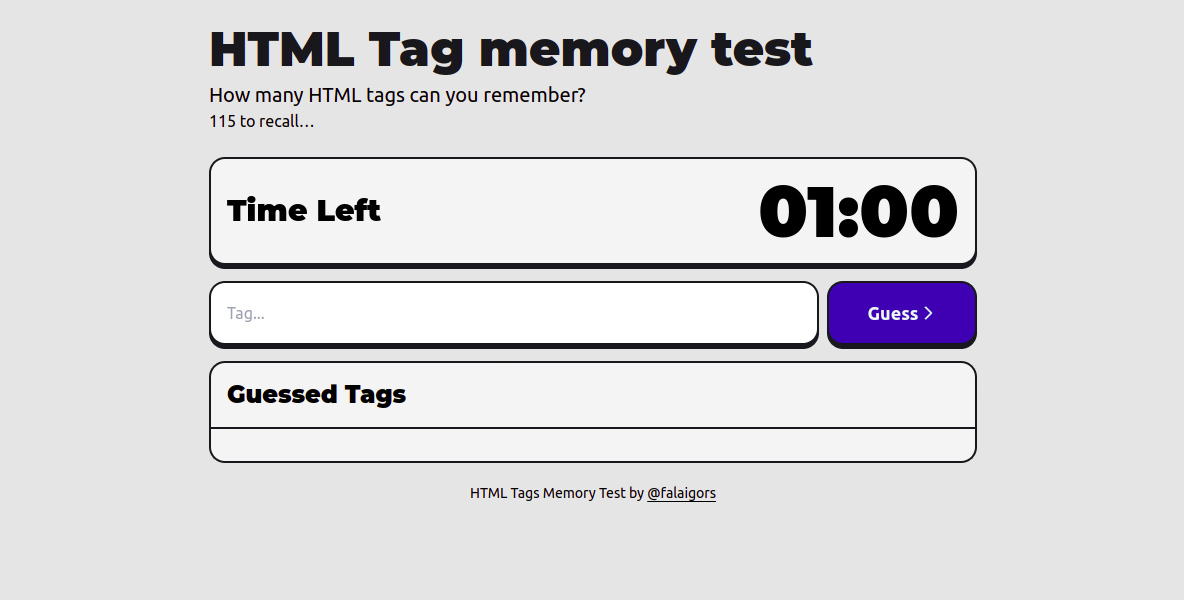 HTML Tag memory test
How many HTML tags can you remember?
115 to recall...
Time Left
01:00
Tag...
Guess
Guessed Tags
HTML Tags Memory Test by @falaigors